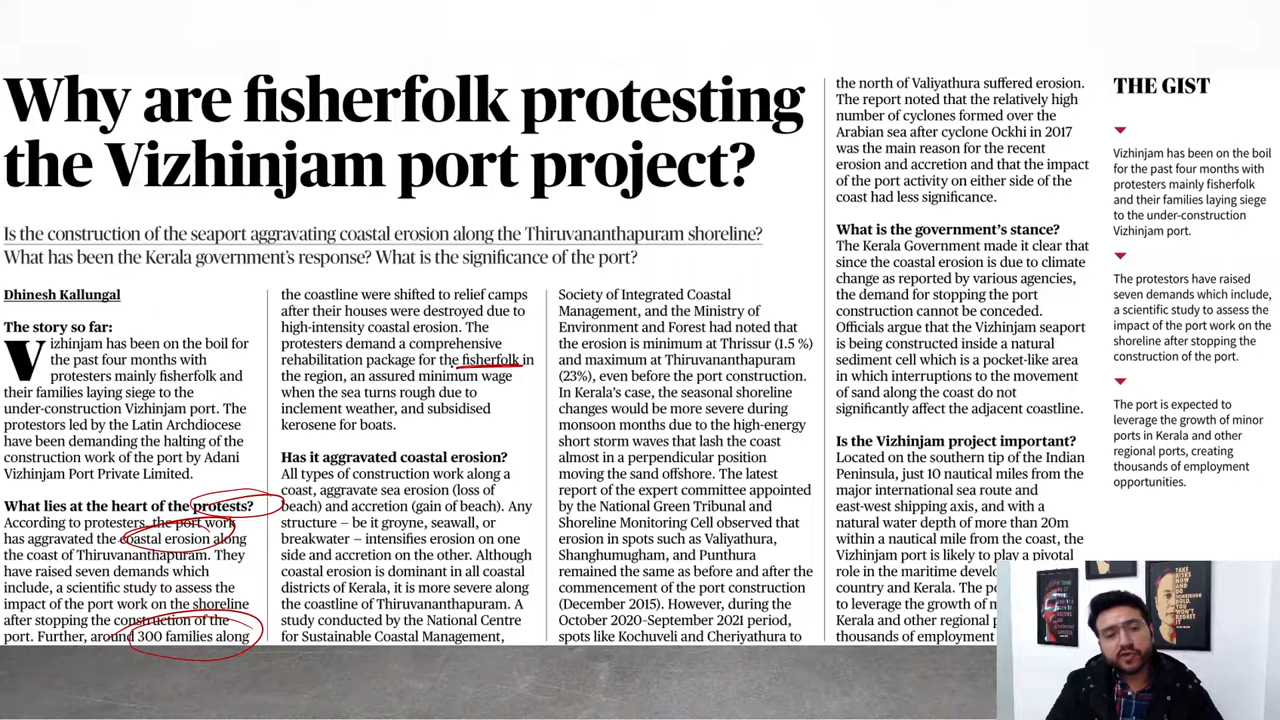 Why are fisherfolk protesting
the Vizhinjam port project?
Is the construction of the seaport aggravating coastal erosion along the Thiruvananthapuram shoreline?
What has been the Kerala government's response? What is the significance of the port?
Dhinesh Kallungal
The story so far:
Vizhinjam has been on the boil for
the past four months with
protesters mainly fisherfolk and
their families laying siege to the
under-construction Vizhinjam port. The
protestors led by the Latin Archdiocese
have been demanding the halting of the
construction work of the port by Adani
Vizhinjam Port Private Limited.
What lies at the heart of the protests?
According to protesters, the port work
has aggravated the coastal erosion along
the coast of Thiruvananthapuram. They
have raised seven demands which
include, a scientific study to assess the
impact of the port work on the shoreline
after stopping the construction of the
port. Further, around 300 families along
the coastline were shifted to relief camps
after their houses were destroyed due to
high-intensity coastal erosion. The
protesters demand a comprehensive
rehabilitation package for the fisherfolk in
the region, an assured minimum wage
when the sea turns rough due to
inclement weather, and subsidised
kerosene for boats.
Has it aggravated coastal erosion?
All types of construction work along a
coast, aggravate sea erosion (loss of
beach) and accretion (gain of beach). Any
structure — be it groyne, seawall, or
breakwater — intensifies erosion on one
side and accretion on the other. Although
coastal erosion is dominant in all coastal
districts of Kerala, it is more severe along
the coastline of Thiruvananthapuram. A
study conducted by the National Centre
for Sustainable Coastal Management,
Society of Integrated Coastal
Management, and the Ministry of
Environment and Forest had noted that
the erosion is minimum at Thrissur (1.5 %)
and maximum at Thiruvananthapuram
(23%), even before the port construction.
In Kerala's case, the seasonal shoreline
changes would be more severe during
monsoon months due to the high-energy
short storm waves that lash the coast
almost in a perpendicular position
moving the sand offshore. The latest
report of the expert committee appointed
by the National Green Tribunal and
Shoreline Monitoring Cell observed that
erosion in spots such as Valiyathura,
Shanghumugham, and Punthura
remained the same as before and after the
commencement of the port construction
(December 2015). However, during the
October 2020-September 2021 period,
spots like Kochuveli and Cheriyathura to
the north of Valiyathura suffered erosion.
The report noted that the relatively high
number of cyclones formed over the
Arabian sea after cyclone Ockhi in 2017
was the main reason for the recent
erosion and accretion and that the impact
of the port activity on either side of the
coast had less significance.
What is the government's stance?
The Kerala Government made it clear that
since the coastal erosion is due to climate
change as reported by various agencies,
the demand for stopping the port
construction cannot be conceded.
Officials argue that the Vizhinjam seaport
is being constructed inside a natural
sediment cell which is a pocket-like area
in which interruptions to the movement
of sand along the coast do not
significantly affect the adjacent coastline.
Is the Vizhinjam project important?
Located on the southern tip of the Indian
Peninsula, just 10 nautical miles from the
major international sea route and
east-west shipping axis, and with a
natural water depth of more than 20m
within a nautical mile from the coast, the
Vizhinjam port is likely to play a pivotal
role in the maritime
country and Kerala. The
to leverage the growth of
Kerala and other regional
thousands of employment
THE GIST
Vizhinjam has been on the boil
for the past four months with
protesters mainly fisherfolk
and their families laying siege
to the under-construction
Vizhinjam port.
The protestors have raised
seven demands which include,
a scientific study to assess the
impact of the port work on the
shoreline after stopping the
construction of the port.
The port is expected to
leverage the growth of minor
ports in Kerala and other
regional ports, creating
thousands of employment
opportunities.
TAKE
RISKS
NOW
AND
DO
SOMETHING
BOLD.
YOU
WON'T
REGRET
IT